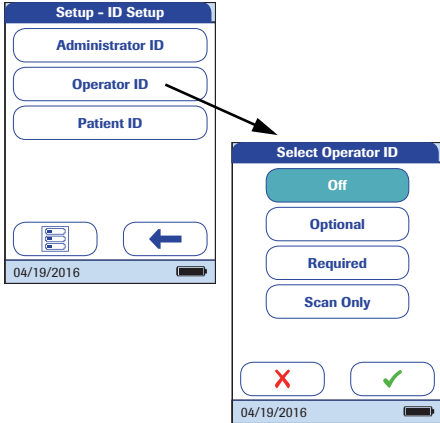 Setup - ID Setup
Administrator ID
Operator ID
Patient ID
04/19/2016
Select Operator ID
Off
Optional
Required
Scan Only
04/19/2016